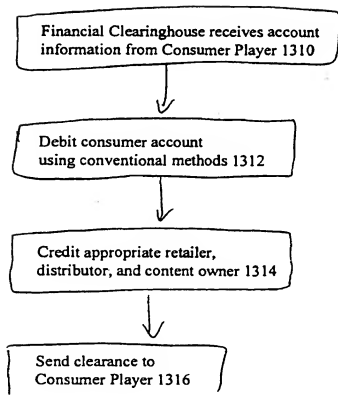 Financial Clearinghouse receives account
information from Consumer Player 1310
Debit consumer account
using conventional methods 1312
Credit appropriate retailer,
distributor, and content owner 1314
Send clearance to
Consumer Player 1316